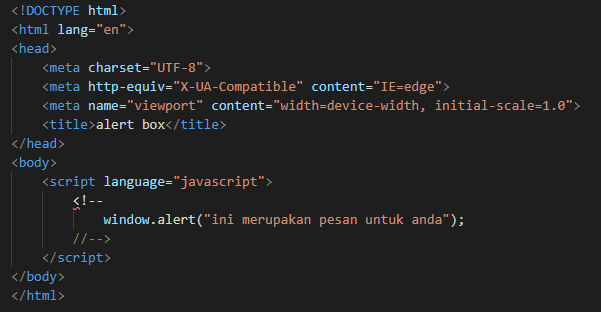 <!DOCTYPE html>
<html lang="en">
<head>
    <meta charset="UTF-8">
    <meta http-equiv="X-UA-Compatible" content="IE=edge">
    <meta name="viewport" content="width=device-width, initial-scale=1.0">
    <title>alert box</title>
</head>
<body>
    <script language="javascript">
        <!--
            window.alert("ini merupakan pesan untuk anda");
        //-->
    </script>
</body>
</html>